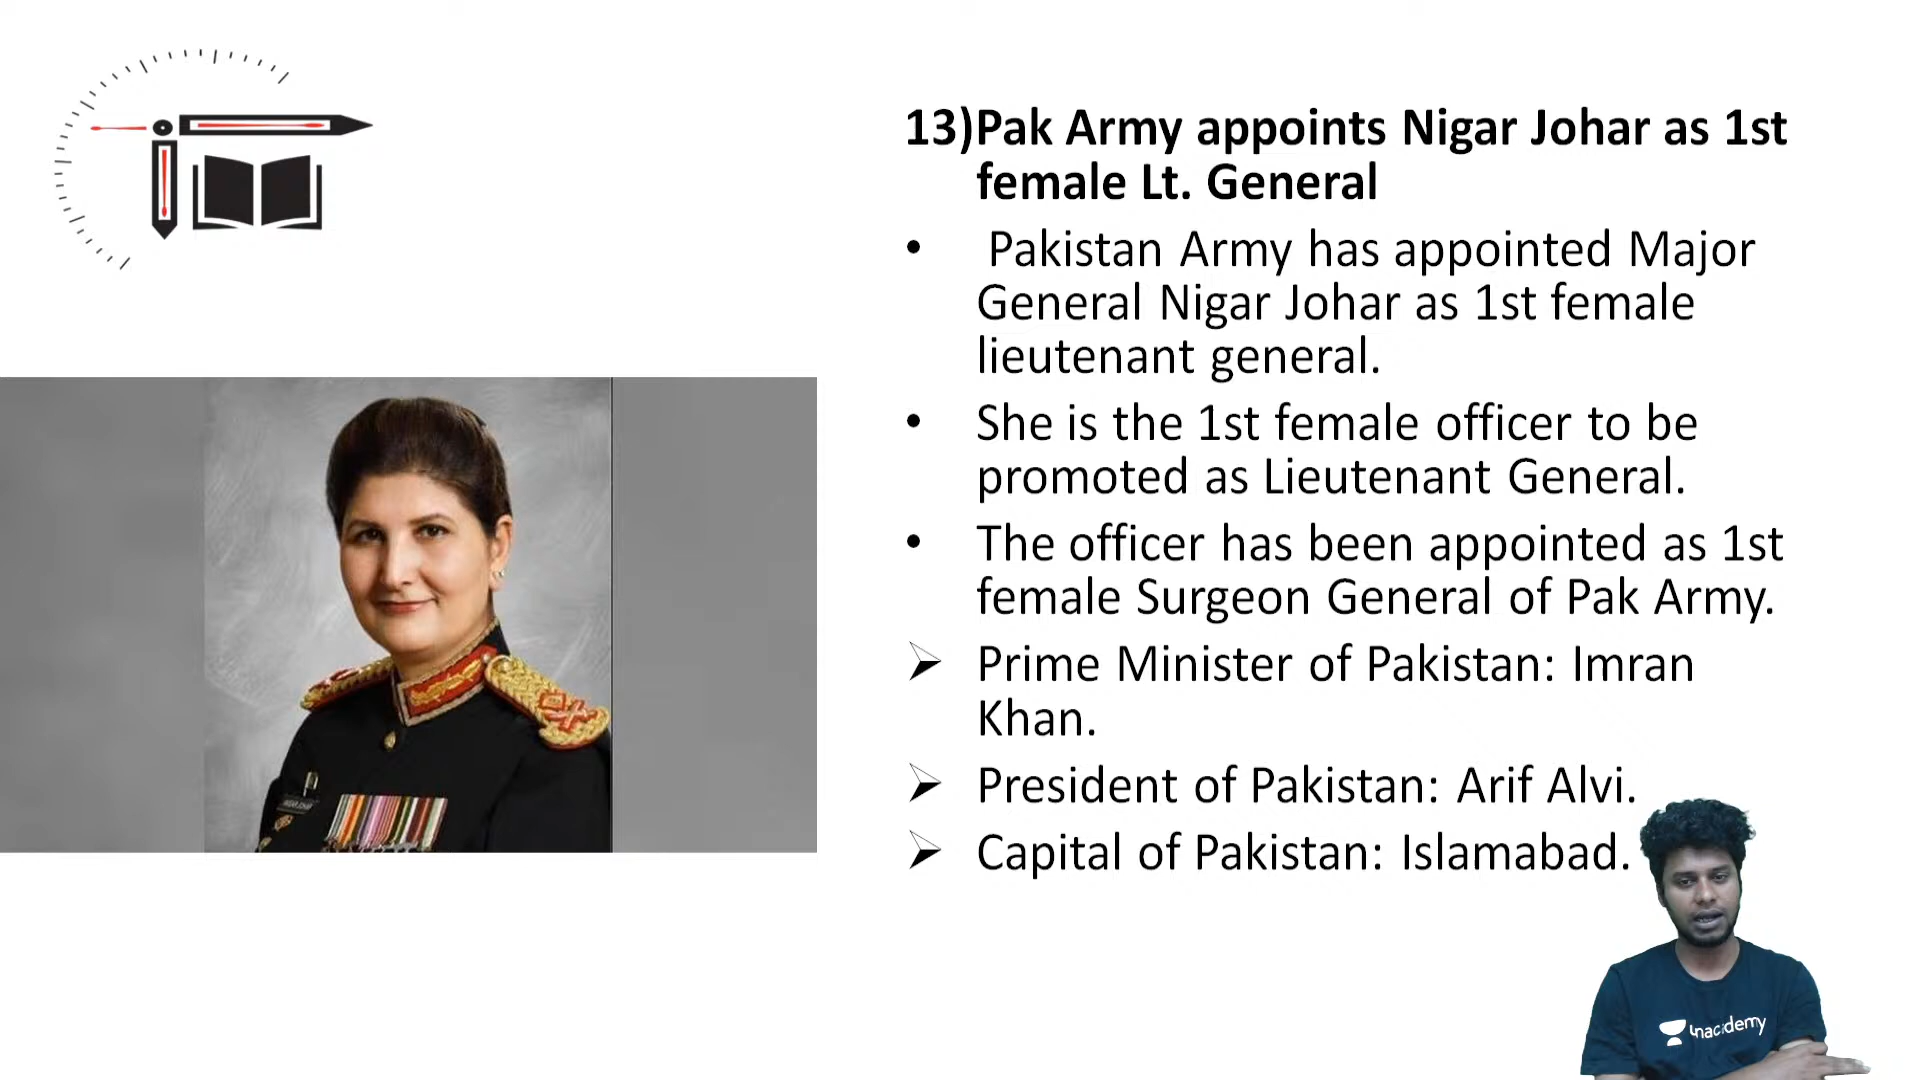 13)Pak Army appoints Nigar Johar as 1st
female Lt. General
• Pakistan Army has appointed Major
General Nigar Johar as 1st female
lieutenant general.
• She is the 1st female officer to be
promoted as Lieutenant General.
• The officer has been appointed as 1st
female Surgeon General of Pak Army.
➢ Prime Minister of Pakistan: Imran
Khan.
➢ President of Pakistan: Arif Alvi.
➢ Capital of Pakistan: Islamabad.
NIGAR JOHAR
unacademy